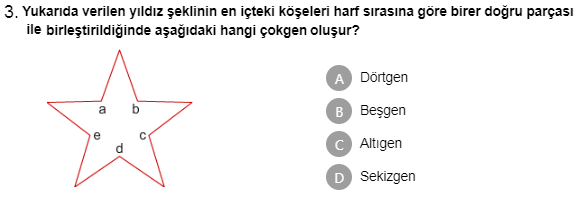 3. Yukarıda verilen yıldız şeklinin en içteki köşeleri harf sırasına göre birer doğru parçası
ile birleştirildiğinde aşağıdaki hangi çokgen oluşur?
a b
e c
d
A Dörtgen
B Beşgen
C Altıgen
D Sekizgen